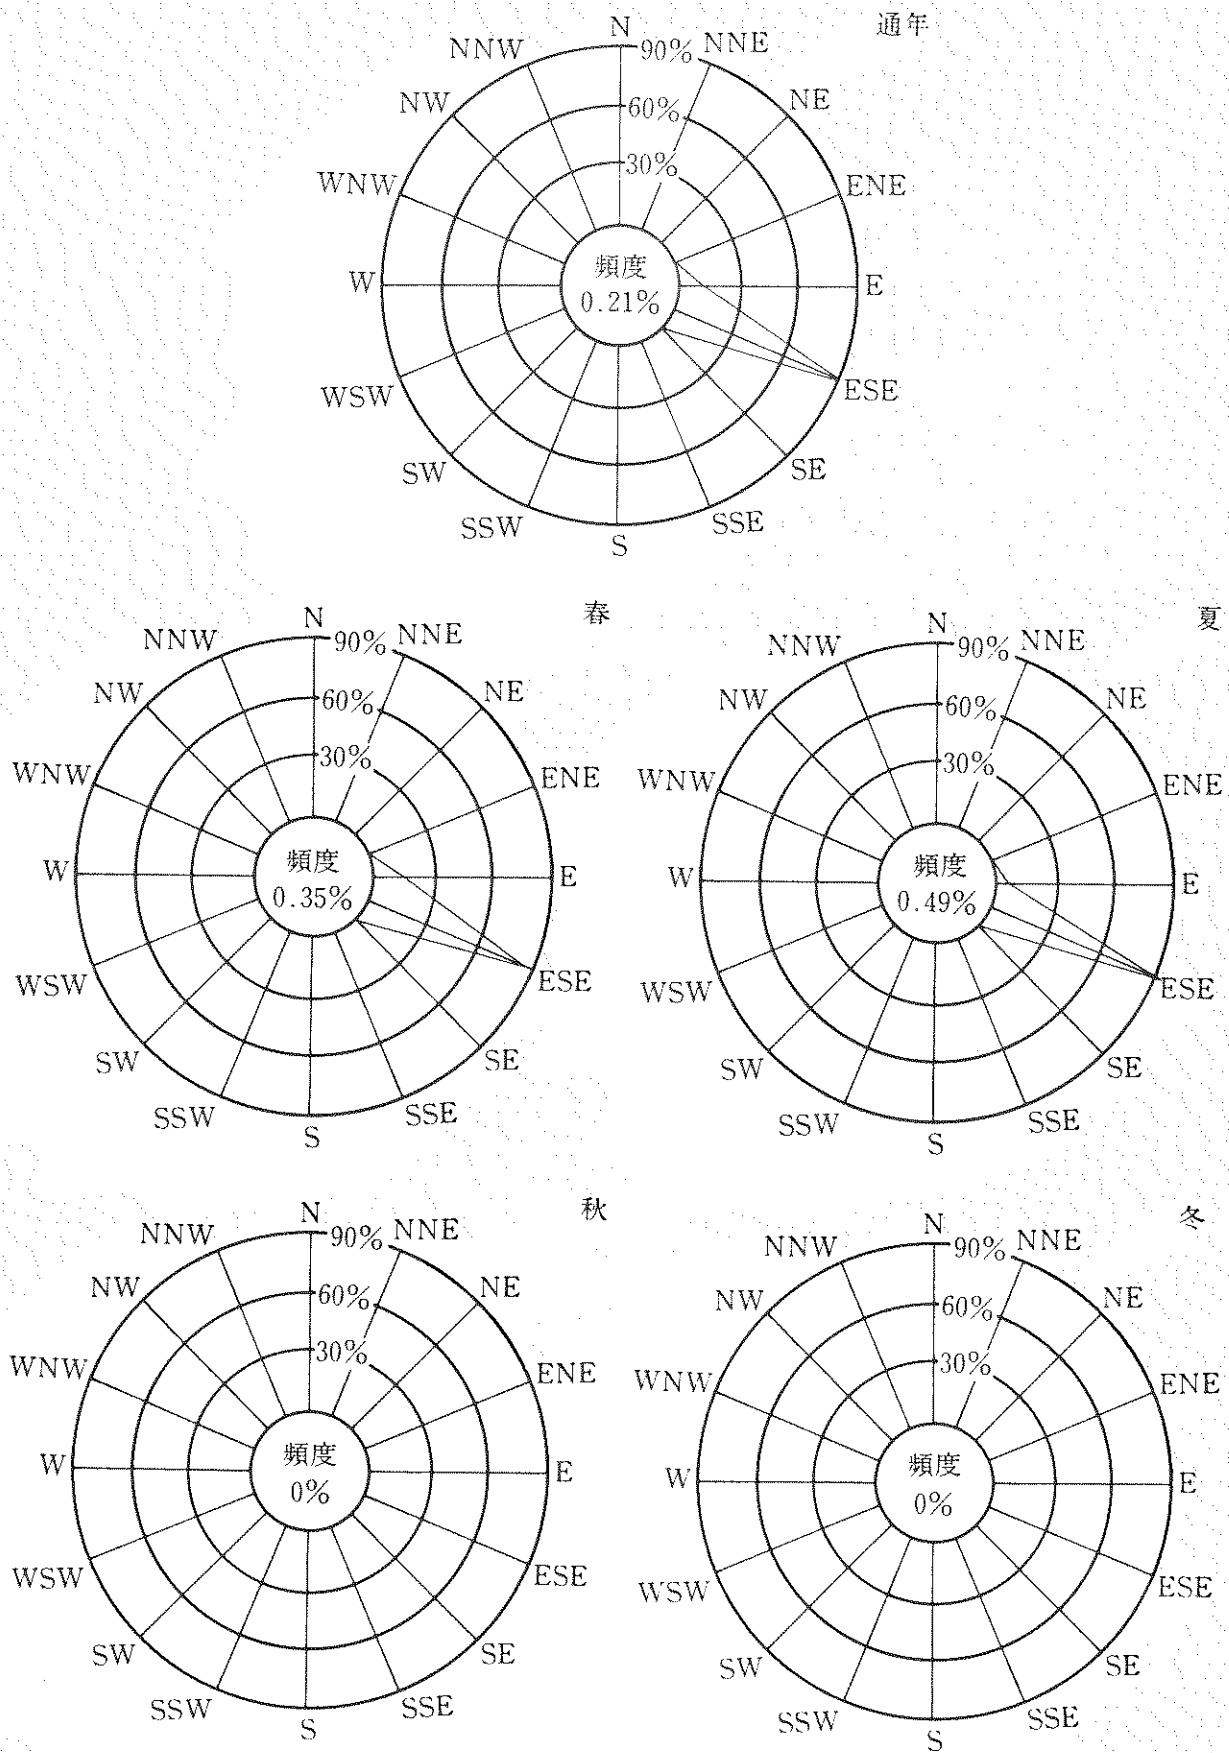 通年
N
NNW 90% NNE
NW 60% NE
30%
WNW ENE
頻度
W E
0.21%
WSW ESE
SW SE
SSW SSE
S
春
N
NNW 90% NNE
NW 60% NE
30%
WNW ENE
頻度
W E
0.35%
WSW ESE
SW SE
SSW SSE
S
夏
N
NNW 90% NNE
NW 60% NE
30%
WNW ENE
頻度
W E
0.49%
WSW ESE
SW SE
SSW SSE
S
秋
N
NNW 90% NNE
NW 60% NE
30%
WNW ENE
頻度
W E
0%
WSW ESE
SW SE
SSW SSE
S
冬
N
NNW 90% NNE
NW 60% NE
30%
WNW ENE
頻度
W E
0%
WSW ESE
SW SE
SSW SSE
S